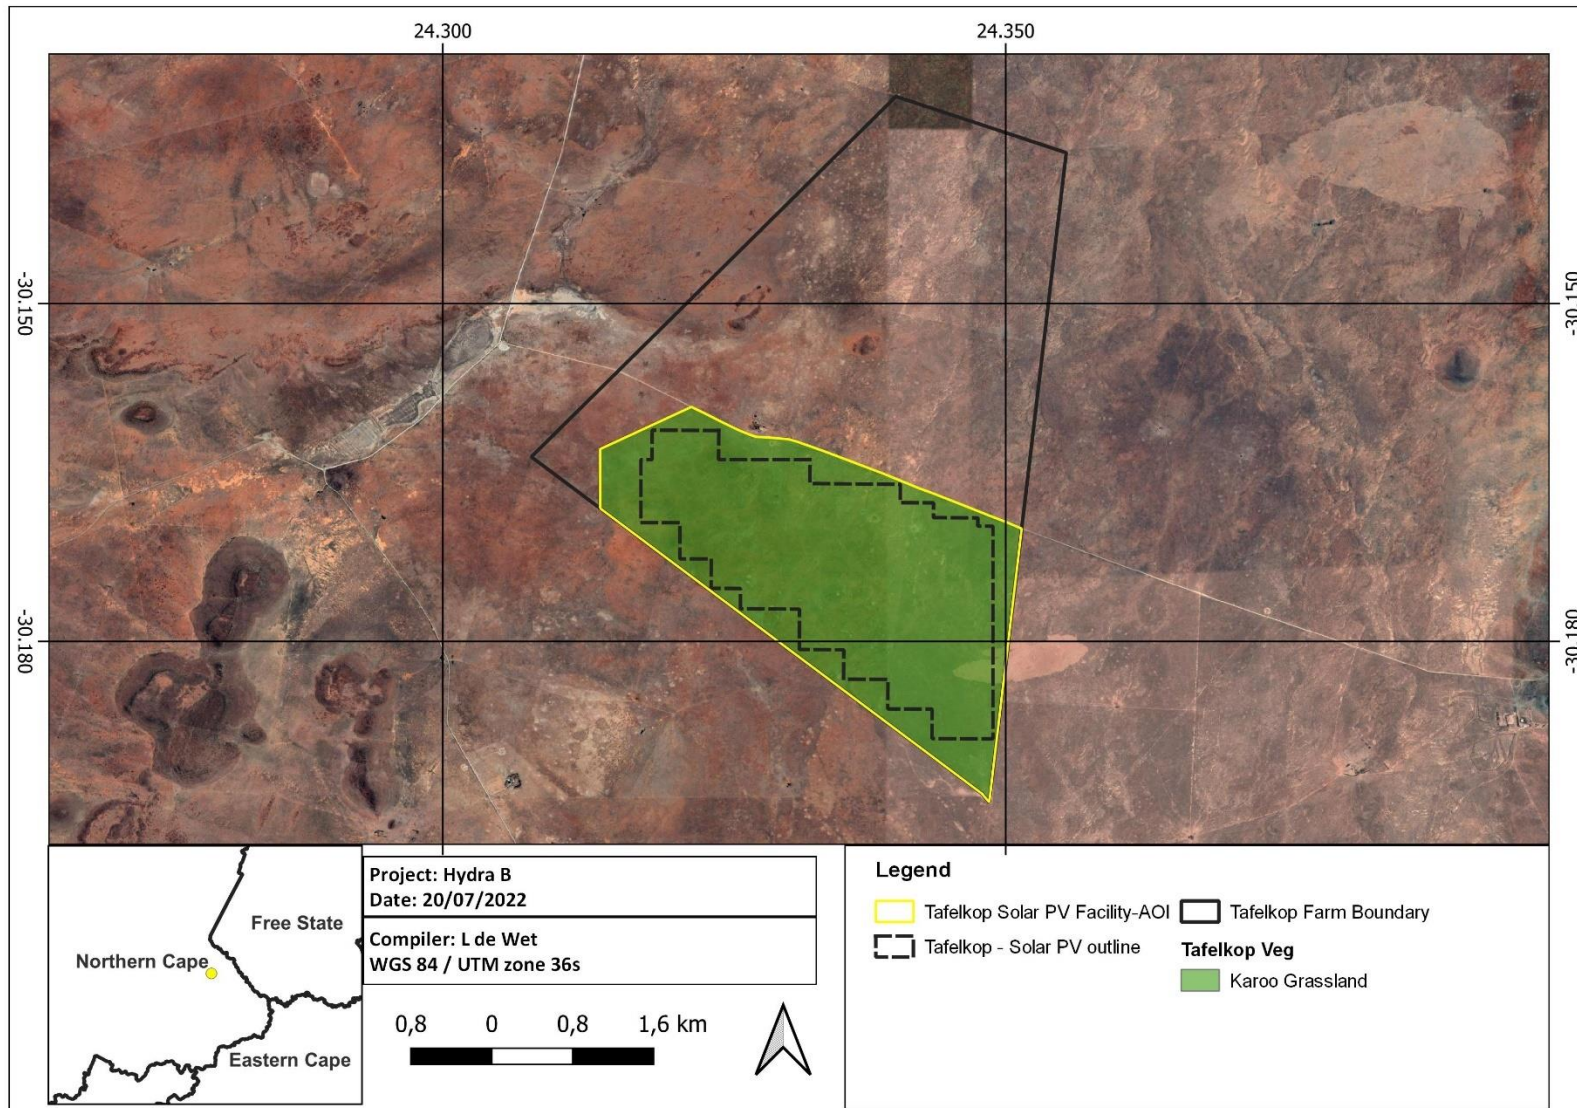 24.300
24.350
-30.150
-30.150
-30.180
-30.180
Free State
Northern Cape
Eastern Cape
Project: Hydra B
Date: 20/07/2022
Compiler: L de Wet
WGS 84 / UTM zone 36s
0,8 0 0,8 1,6 km
Legend
Tafelkop Solar PV Facility-AOI
Tafelkop - Solar PV outline
Tafelkop Farm Boundary
Tafelkop Veg
Karoo Grassland